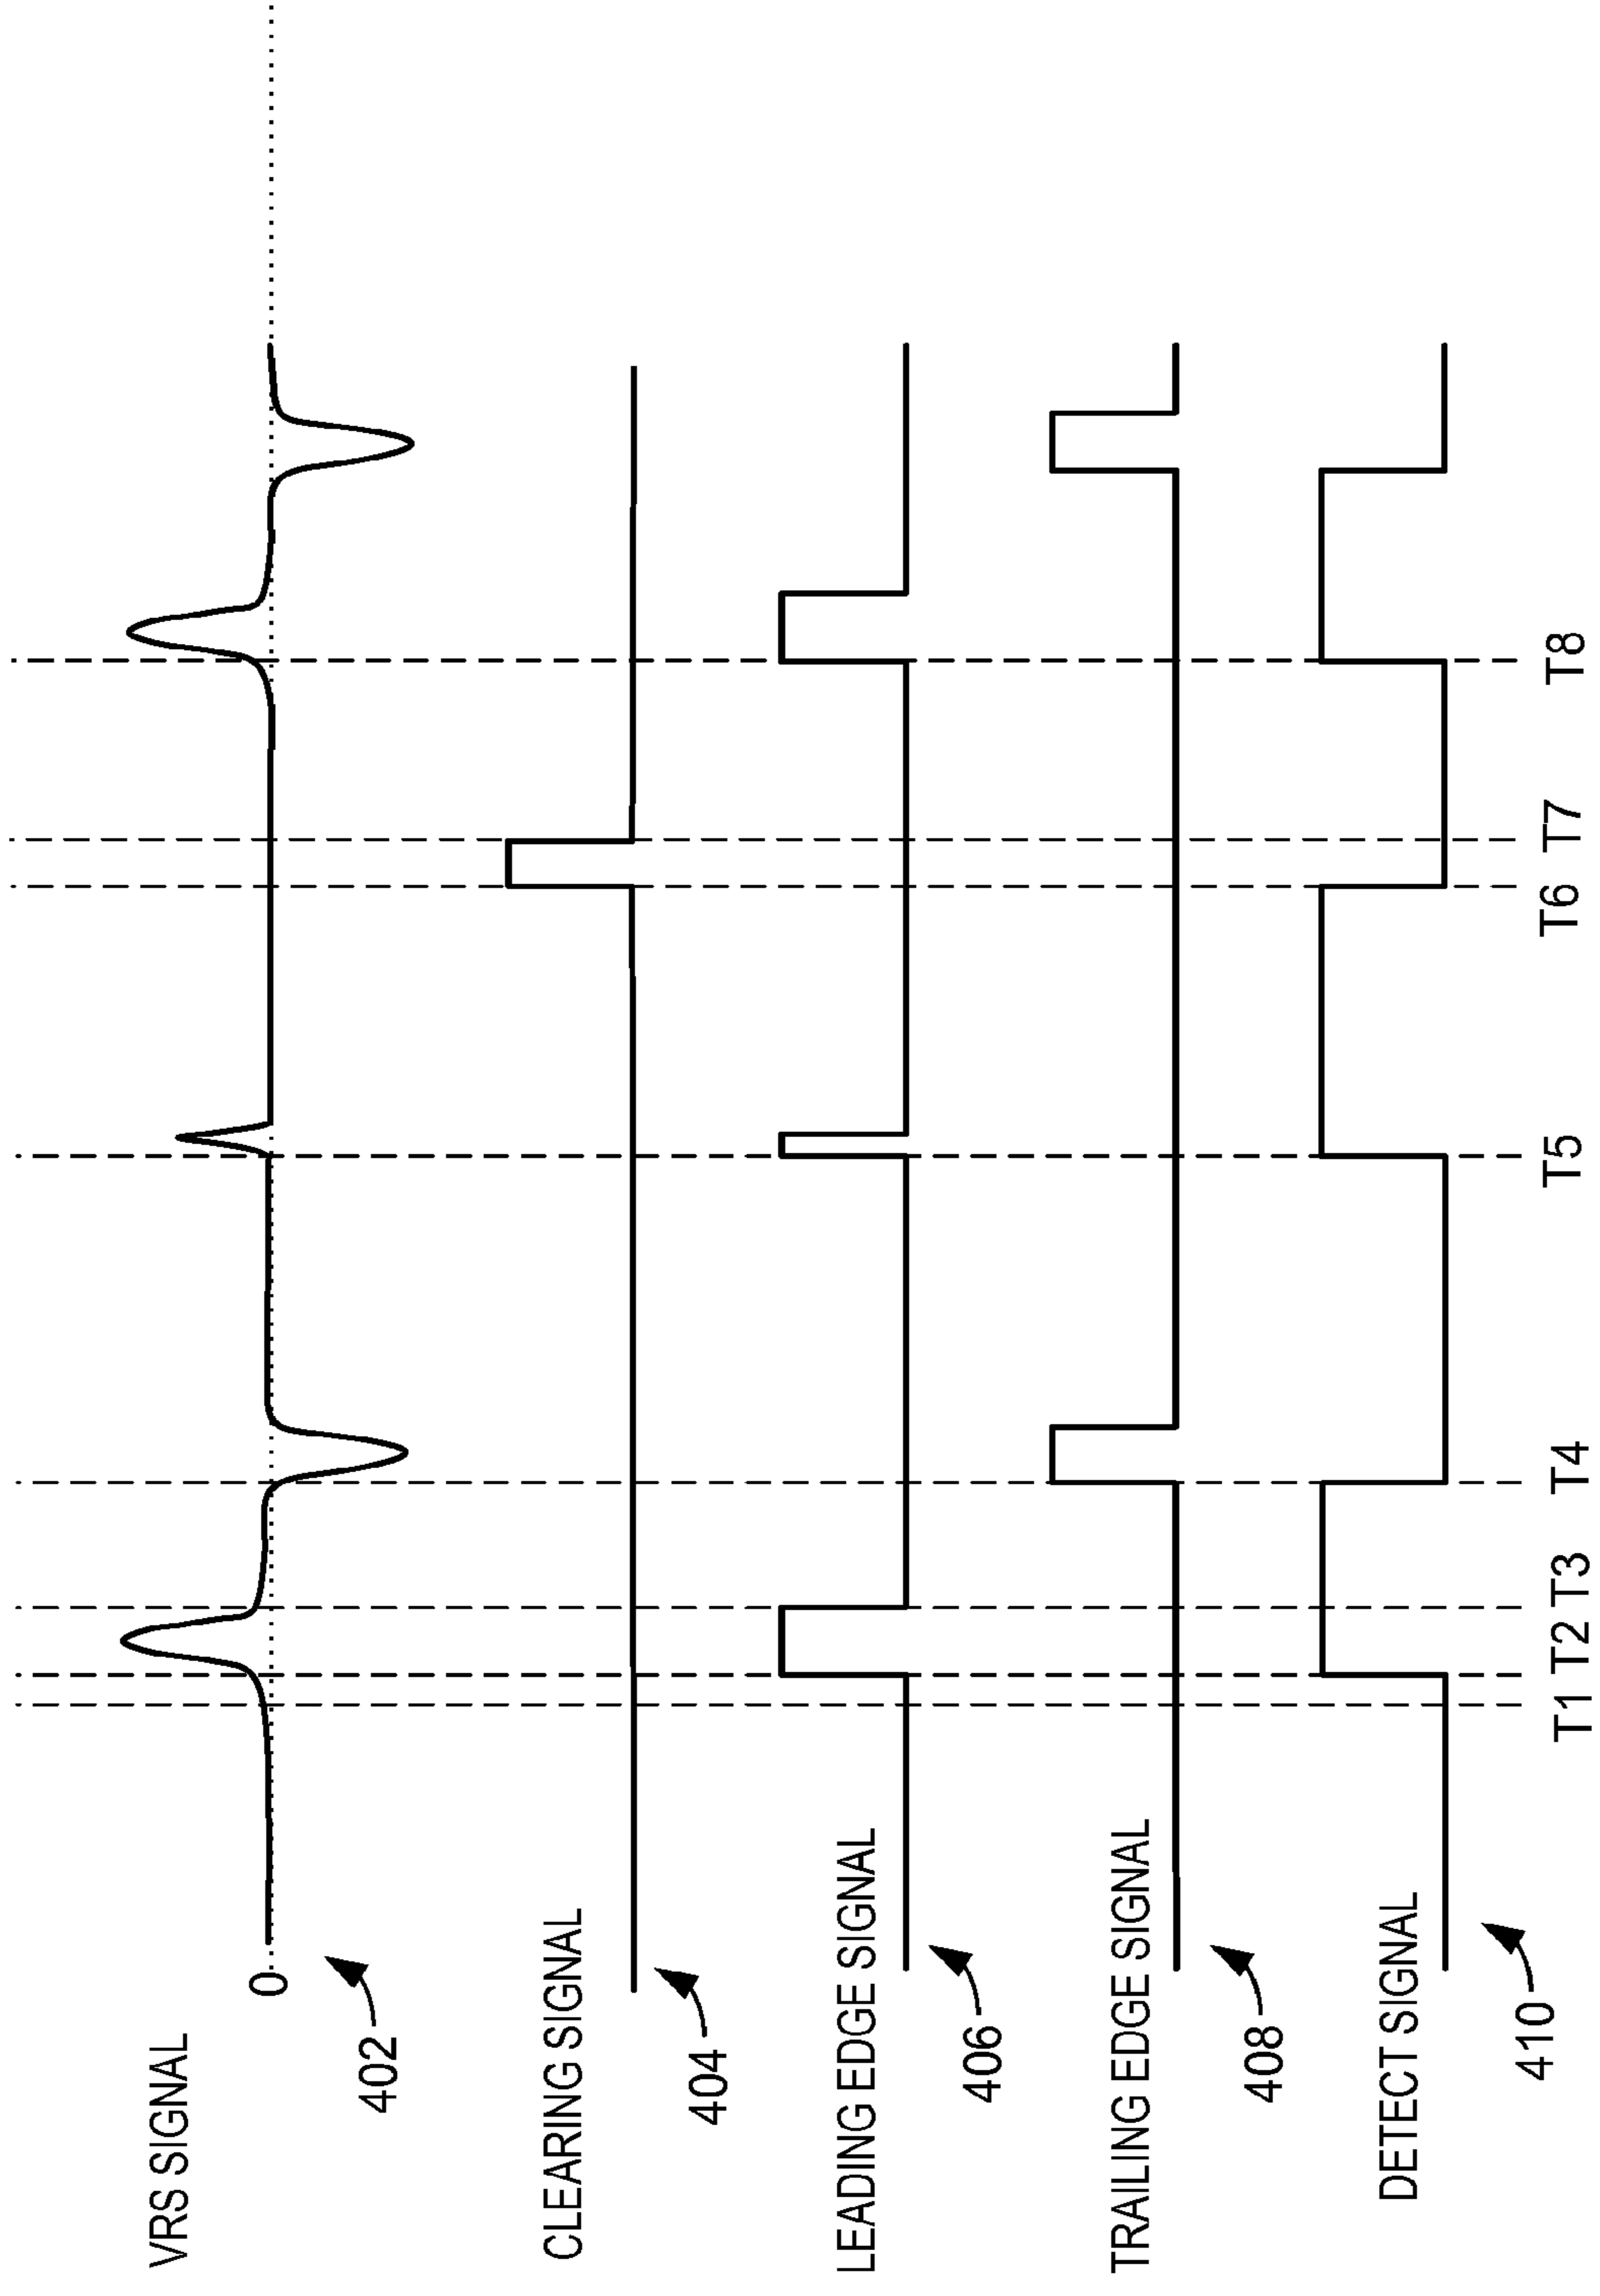 VRS SIGNAL
0
402
CLEARING SIGNAL
404
LEADING EDGE SIGNAL
406
TRAILING EDGE SIGNAL
408
DETECT SIGNAL
410
T1 T2 T3 T4 T5 T6 T7 T8